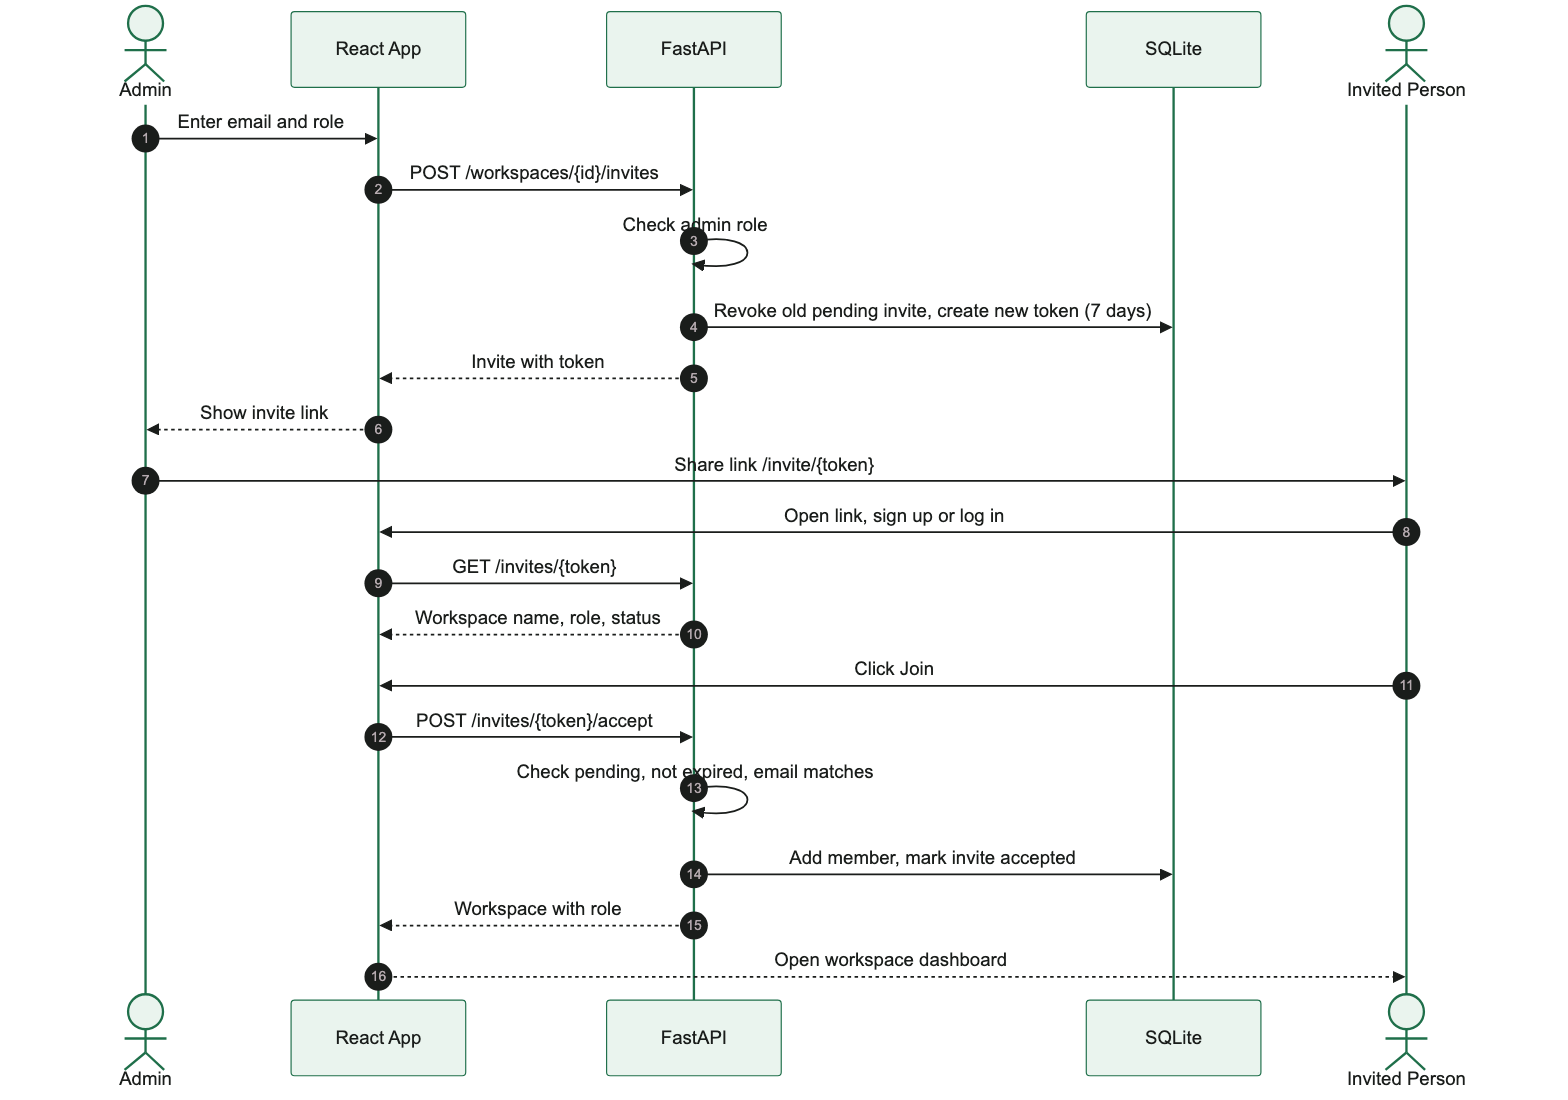 Admin
React App
FastAPI
SQLite
Invited Person
Enter email and role
1
POST /workspaces/{id}/invites
2
Check admin role
3
Revoke old pending invite, create new token (7 days)
4
Invite with token
5
Show invite link
6
Share link /invite/{token}
7
Open link, sign up or log in
8
GET /invites/{token}
9
Workspace name, role, status
10
Click Join
11
POST /invites/{token}/accept
12
Check pending, not expired, email matches
13
Add member, mark invite accepted
14
Workspace with role
15
Open workspace dashboard
16
Admin
React App
FastAPI
SQLite
Invited Person